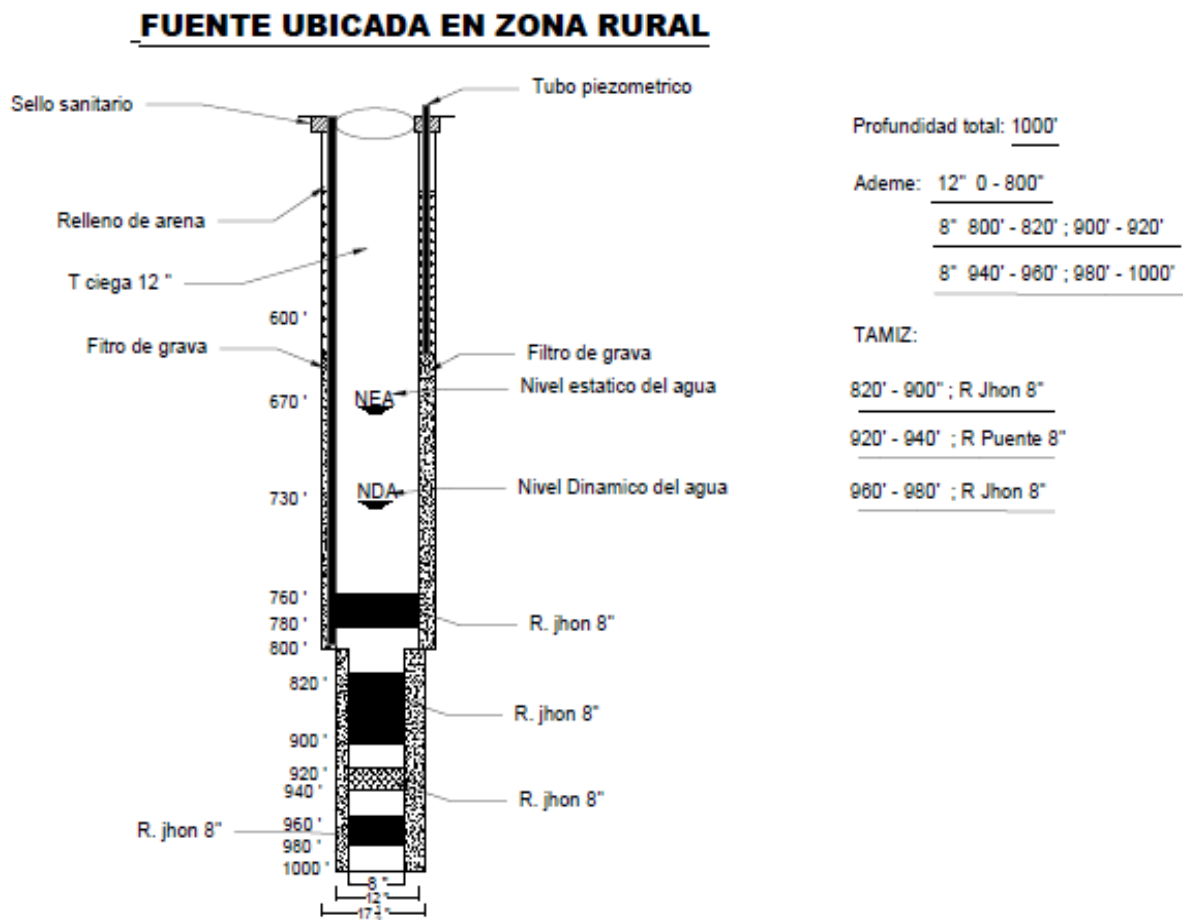 FUENTE UBICADA EN ZONA RURAL
Tubo piezometrico
Sello sanitario
Relleno de arena
T ciega 12 "
600 '
Fitro de grava
Filtro de grava
NEA
Nivel estatico del agua
670 '
NDA
Nivel Dinamico del agua
730 '
760 '
780 '
R. jhon 8"
800 '
820 '
R. jhon 8"
900 '
920 '
940 '
R. jhon 8"
960 '
R. jhon 8"
980 '
1000 '
8 "
12"
17 ½"
Profundidad total: 1000'
Ademe: 12" 0 - 800"
8" 800' - 820' ; 900' - 920'
8" 940' - 960' ; 980' - 1000'
TAMIZ:
820' - 900" ; R Jhon 8"
920' - 940' ; R Puente 8"
960' - 980' ; R Jhon 8"